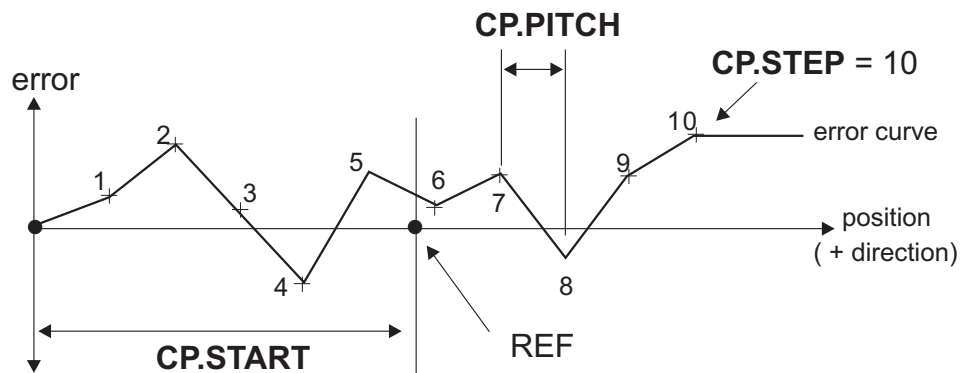 CP.PITCH
CP.STEP = 10
error
error curve
1
2
3
4
5
6
7
8
9
10
position
( + direction)
REF
CP.START